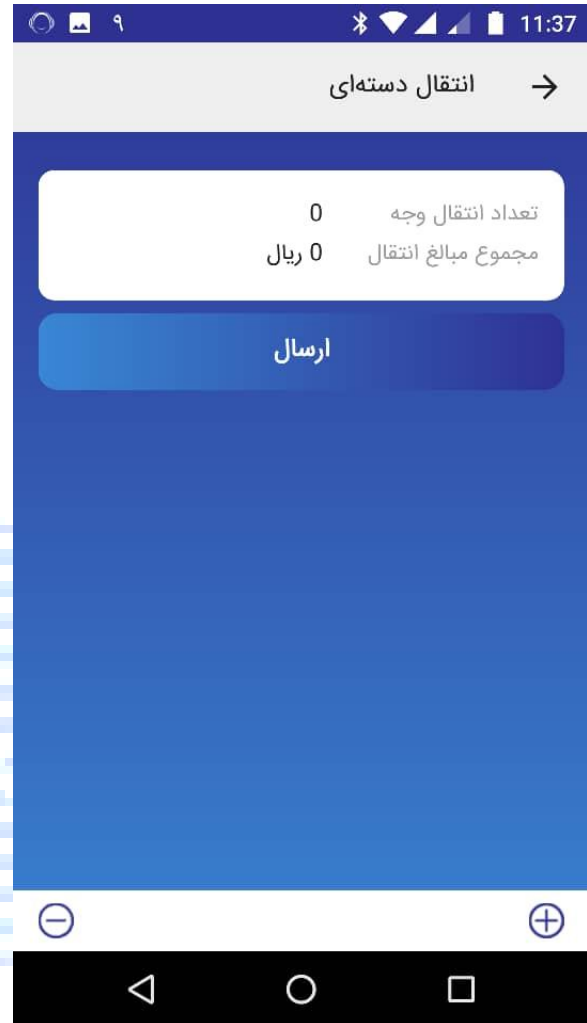 ۹ 11:37
انتقال دسته‌ای
تعداد انتقال وجه 0
مجموع مبالغ انتقال 0 ریال
ارسال